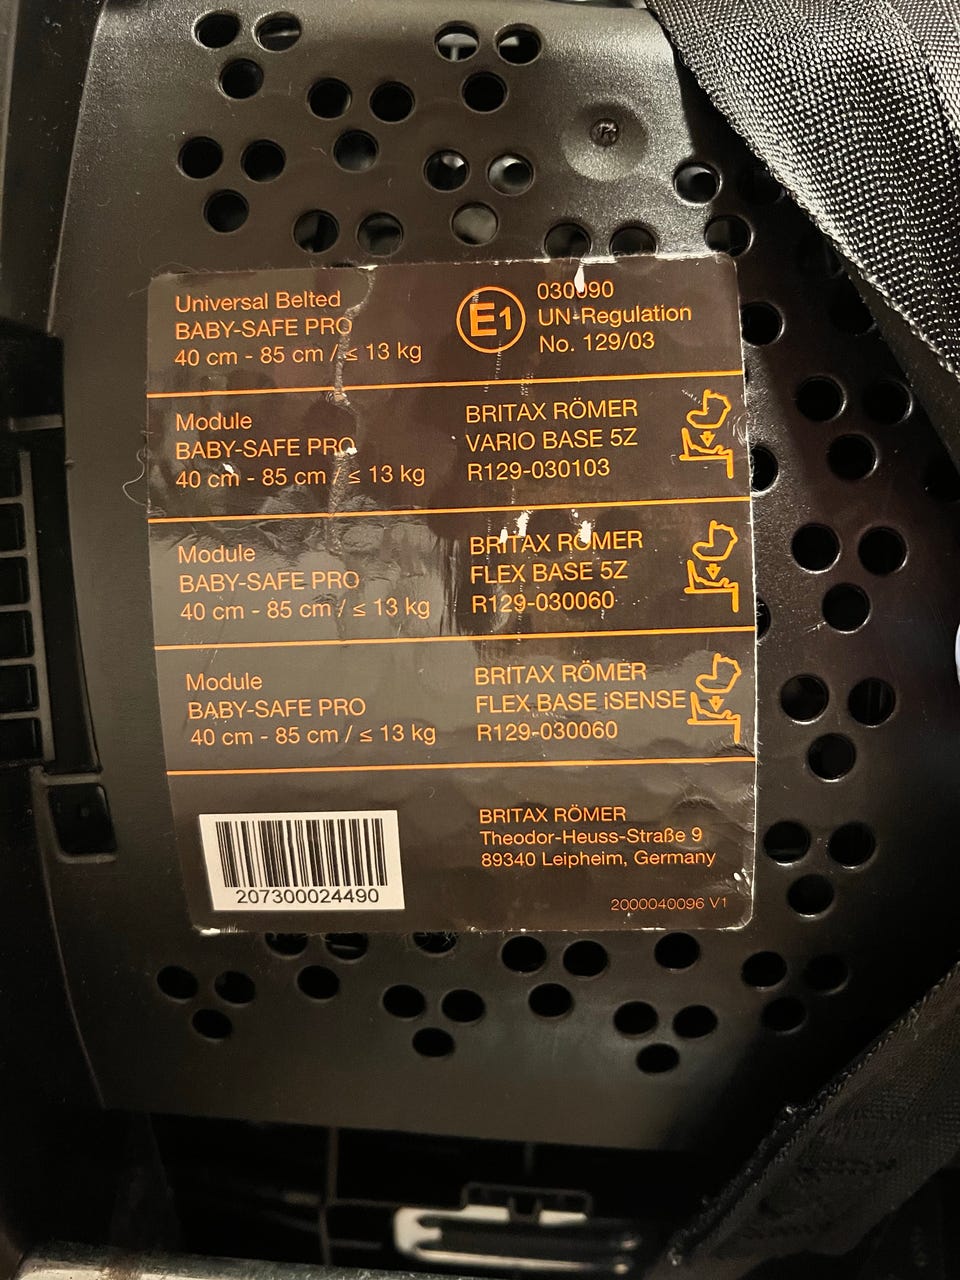 Universal Belted
BABY-SAFE PRO
40 cm - 85 cm / ≤ 13 kg
E1
030090
UN-Regulation
No. 129/03
Module
BABY-SAFE PRO
40 cm - 85 cm / ≤ 13 kg
BRITAX RÖMER
VARIO BASE 5Z
R129-030103
Module
BABY-SAFE PRO
40 cm - 85 cm / ≤ 13 kg
BRITAX RÖMER
FLEX BASE 5Z
R129-030060
Module
BABY-SAFE PRO
40 cm - 85 cm / ≤ 13 kg
BRITAX RÖMER
FLEX BASE iSENSE
R129-030060
207300024490
BRITAX RÖMER
Theodor-Heuss-Straße 9
89340 Leipheim, Germany
2000040096 V1